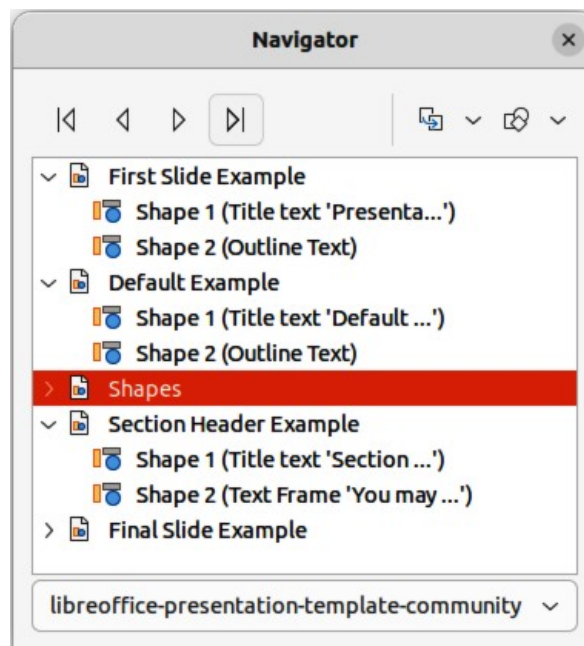 Navigator
First Slide Example
Shape 1 (Title text 'Presenta...')
Shape 2 (Outline Text)
Default Example
Shape 1 (Title text 'Default ...')
Shape 2 (Outline Text)
Shapes
Section Header Example
Shape 1 (Title text 'Section ...')
Shape 2 (Text Frame 'You may ...')
Final Slide Example
libreoffice-presentation-template-community